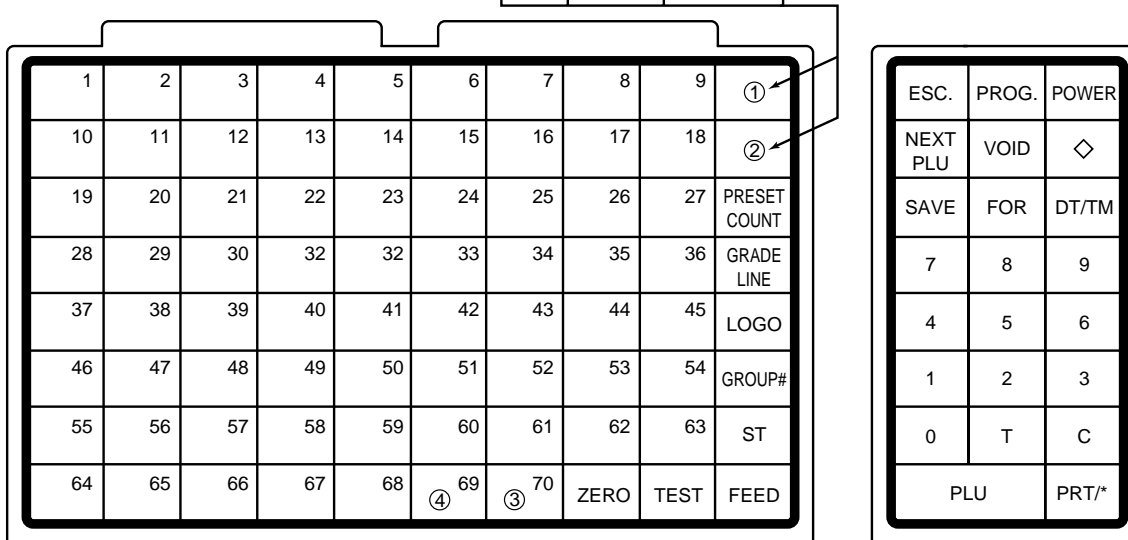 1 2 3 4 5 6 7 8 9 ①
10 11 12 13 14 15 16 17 18 ②
19 20 21 22 23 24 25 26 27 PRESET COUNT
28 29 30 32 32 33 34 35 36 GRADE LINE
37 38 39 40 41 42 43 44 45 LOGO
46 47 48 49 50 51 52 53 54 GROUP#
55 56 57 58 59 60 61 62 63 ST
64 65 66 67 68 ④ 69 ③ 70 ZERO TEST FEED
ESC. PROG. POWER
NEXT PLU VOID ◇
SAVE FOR DT/TM
7 8 9
4 5 6
1 2 3
0 T C
PLU PRT/*